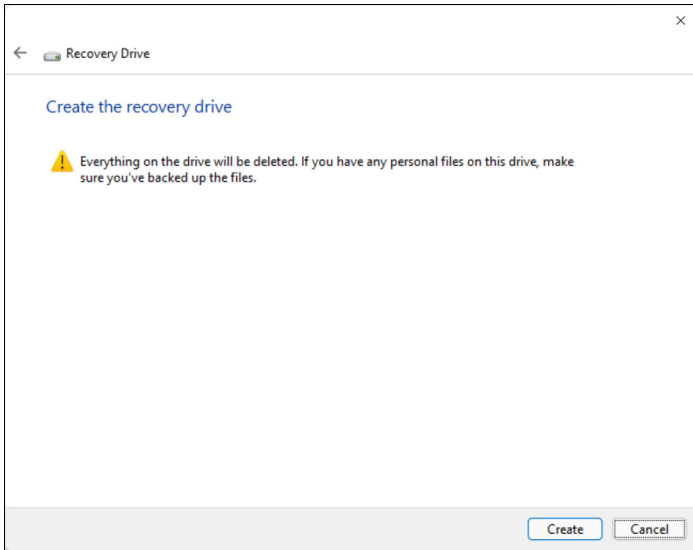 Recovery Drive
Create the recovery drive
Everything on the drive will be deleted. If you have any personal files on this drive, make
sure you've backed up the files.
Create
Cancel